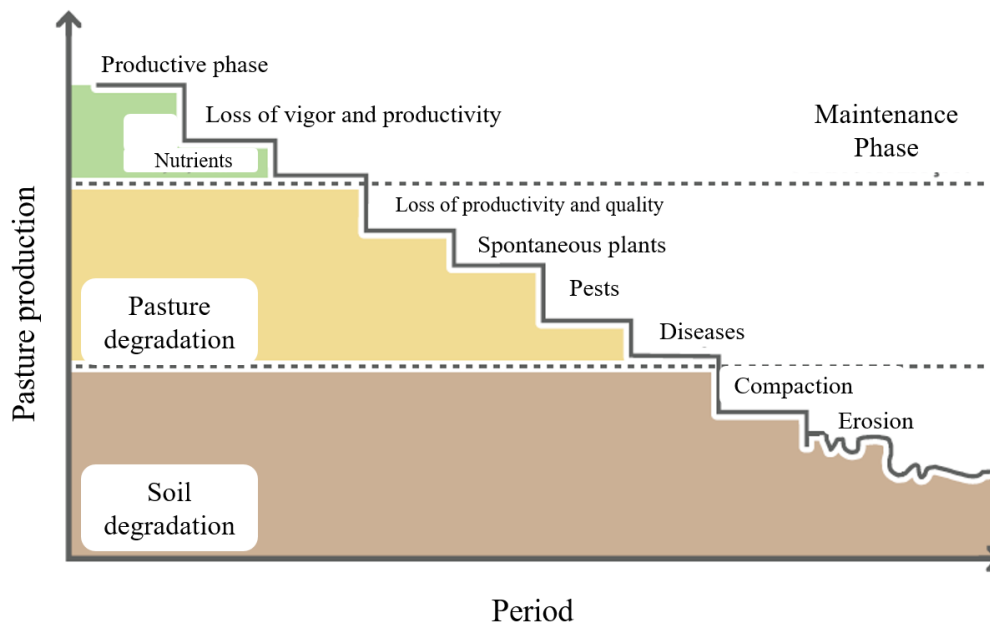 Productive phase
Loss of vigor and productivity
Maintenance
Phase
Nutrients
Loss of productivity and quality
Spontaneous plants
Pests
Pasture
degradation
Diseases
Compaction
Erosion
Soil
degradation
Pasture production
Period